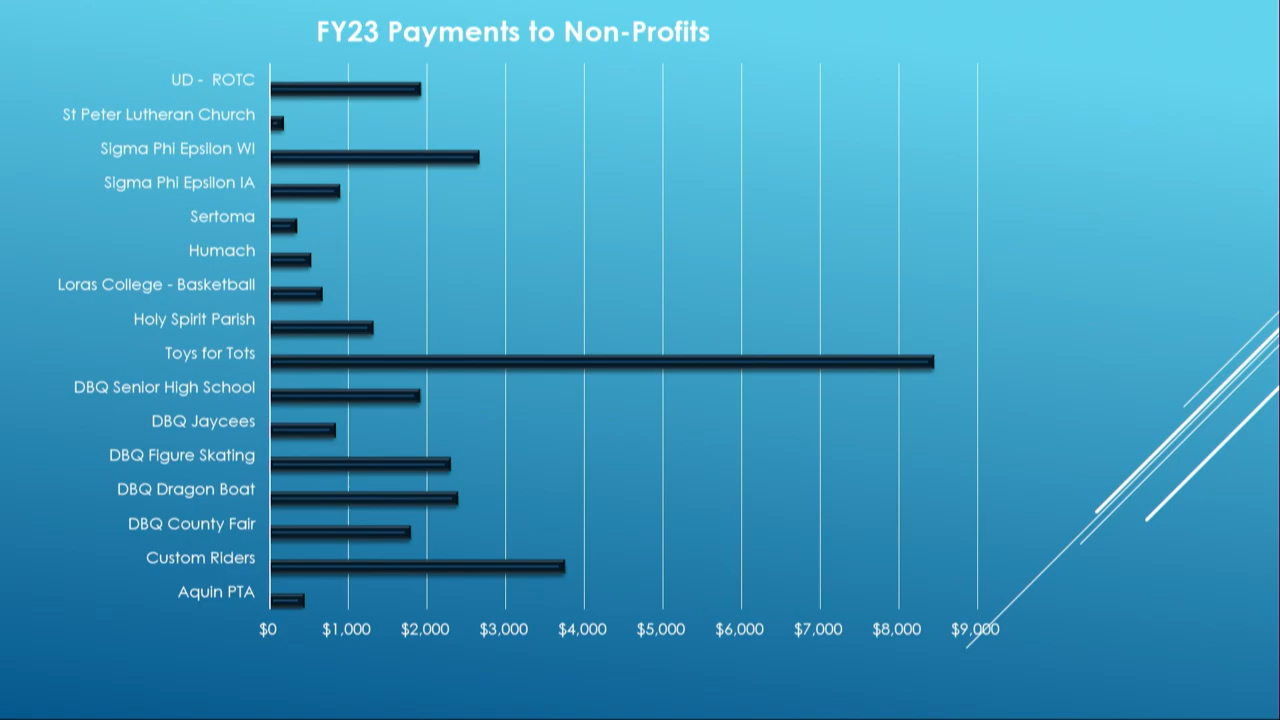 FY23 Payments to Non-Profits
UD -  ROTC
St Peter Lutheran Church
Sigma Phi Epsilon WI
Sigma Phi Epsilon IA
Sertoma
Humach
Loras College - Basketball
Holy Spirit Parish
Toys for Tots
DBQ Senior High School
DBQ Jaycees
DBQ Figure Skating
DBQ Dragon Boat
DBQ County Fair
Custom Riders
Aquin PTA
$0 $1,000 $2,000 $3,000 $4,000 $5,000 $6,000 $7,000 $8,000 $9,000